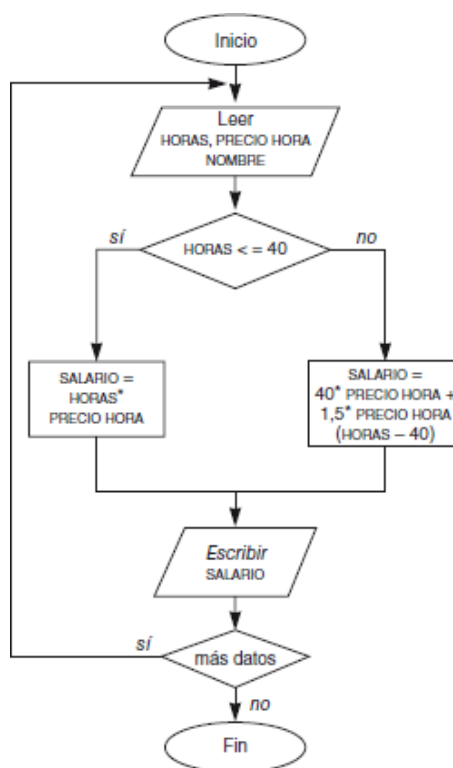 Inicio
Leer
HORAS, PRECIO HORA
NOMBRE
sí
HORAS < = 40
no
SALARIO =
HORAS*
PRECIO HORA
SALARIO =
40* PRECIO HORA +
1,5* PRECIO HORA
(HORAS – 40)
Escribir
SALARIO
sí
más datos
no
Fin